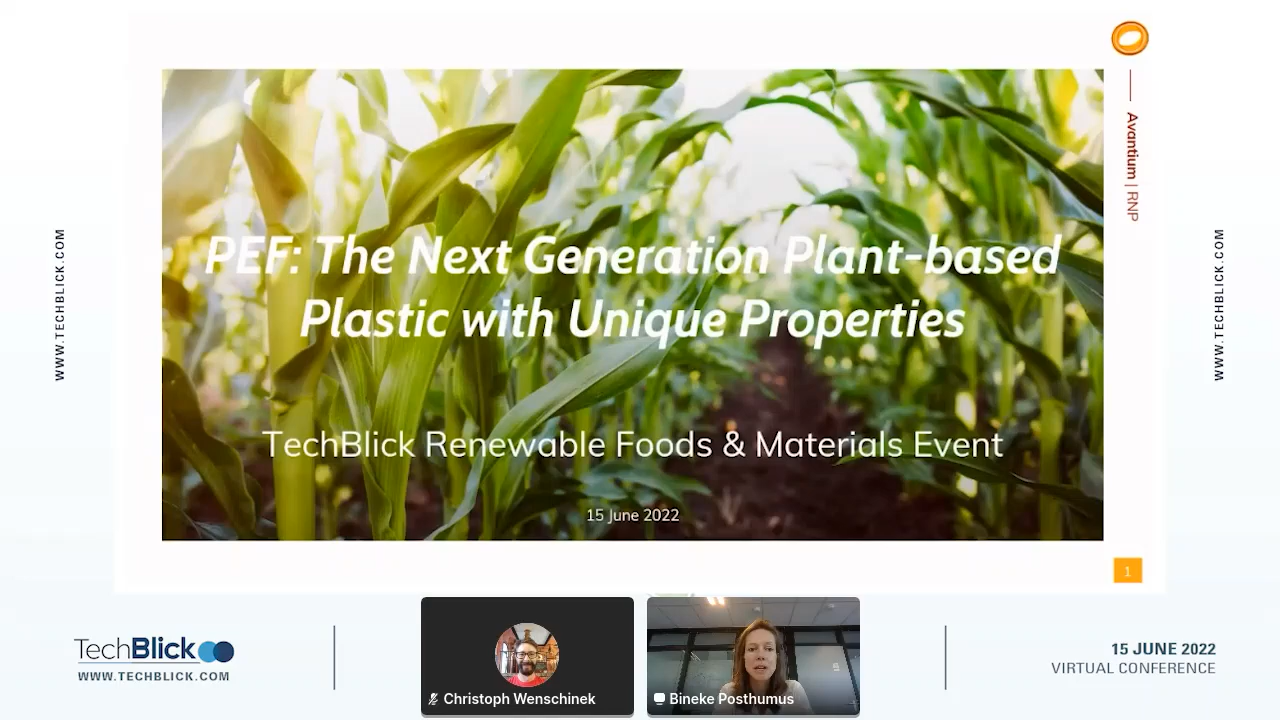 Avantium | RNP
WWW.TECHBLICK.COM
WWW.TECHBLICK.COM
PEF: The Next Generation Plant-based
Plastic with Unique Properties
TechBlick Renewable Foods & Materials Event
15 June 2022
1
TechBlick
WWW.TECHBLICK.COM
Christoph Wenschinek
Bineke Posthumus
15 JUNE 2022
VIRTUAL CONFERENCE